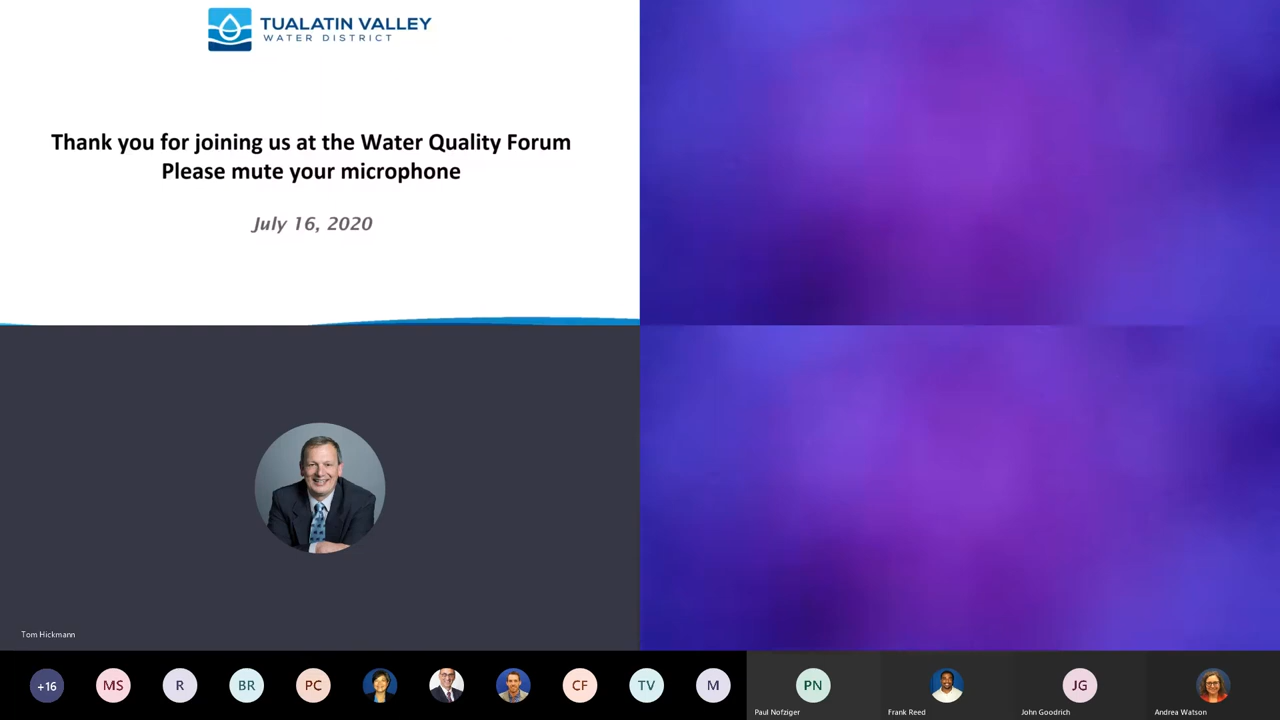 TUALATIN VALLEY
WATER DISTRICT
Thank you for joining us at the Water Quality Forum
Please mute your microphone
July 16, 2020
Tom Hickmann
+16
MS
R
BR
PC
CF
TV
M
PN
JG
Paul Nofziger
Frank Reed
John Goodrich
Andrea Watson